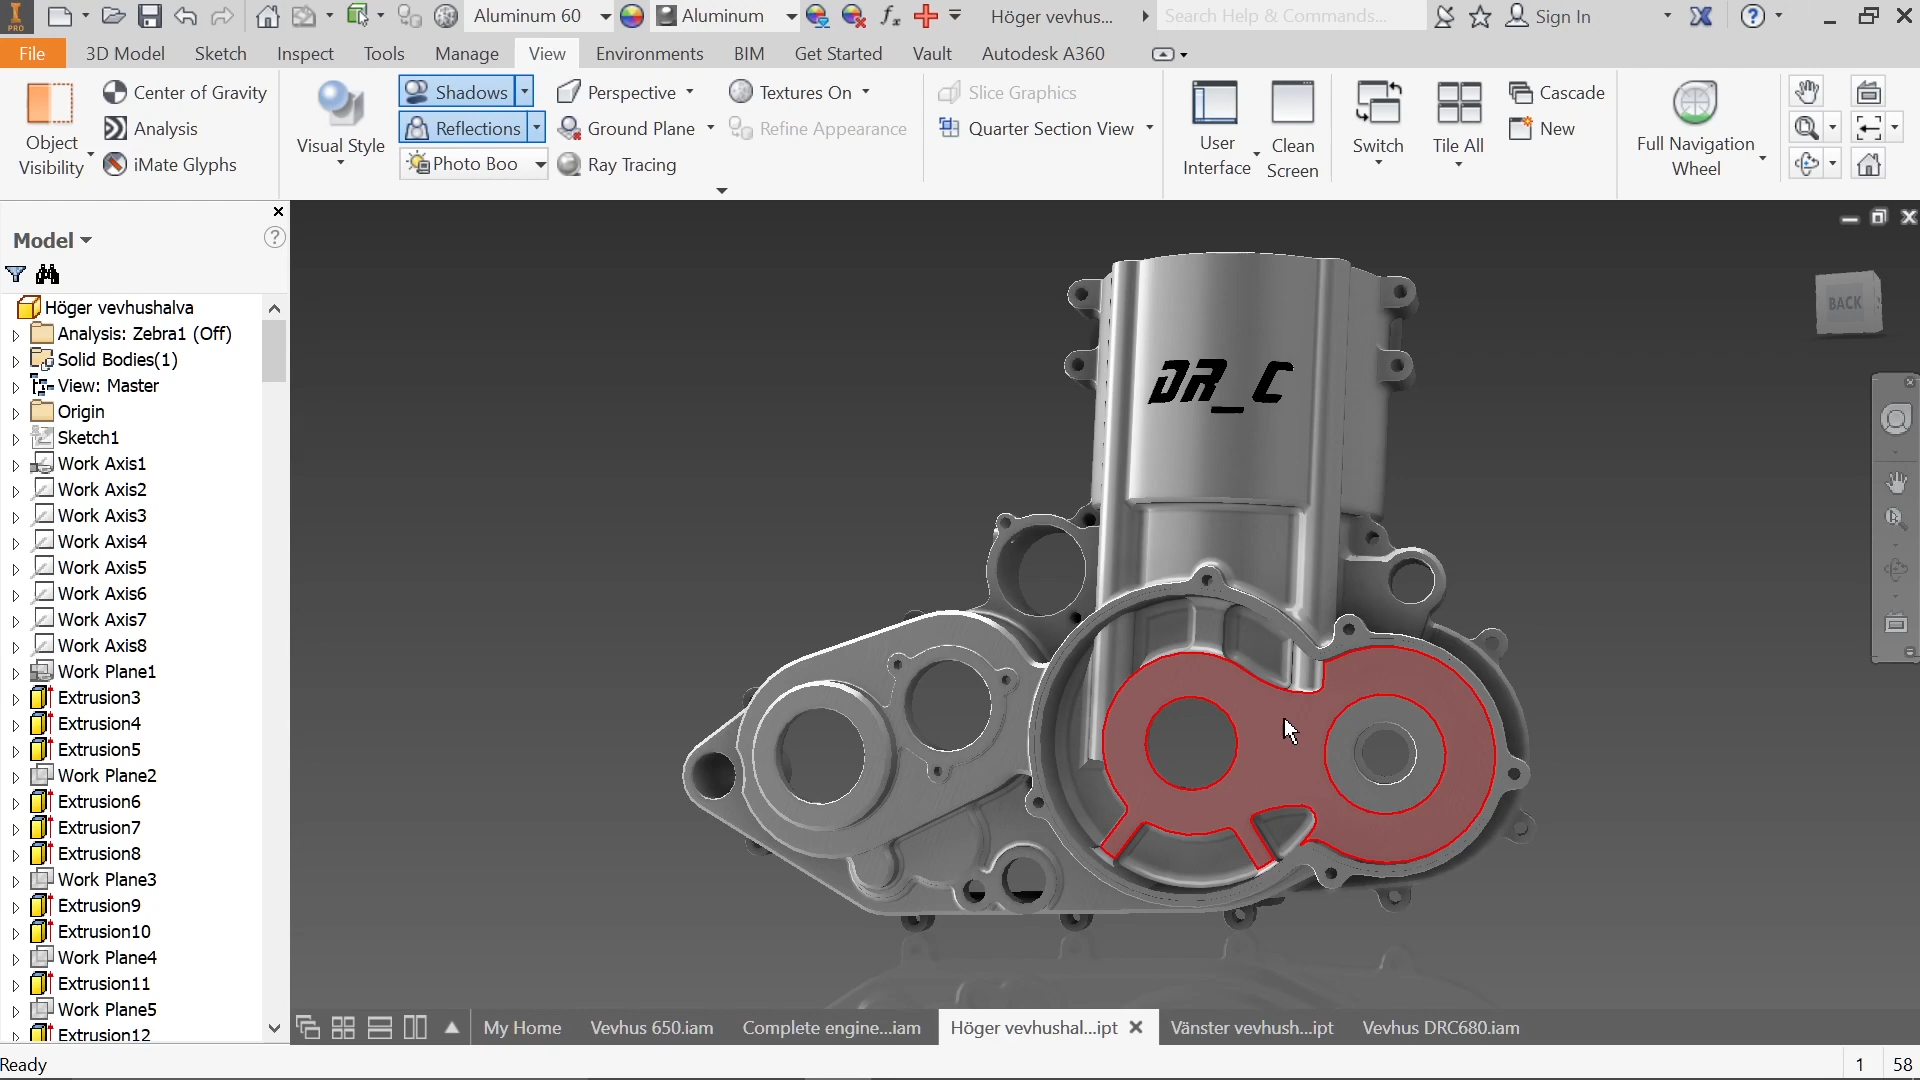 PRO
Aluminum 60
Aluminum
fx
Höger vevhus...
Search Help & Commands...
Sign In
File
3D Model
Sketch
Inspect
Tools
Manage
View
Environments
BIM
Get Started
Vault
Autodesk A360
Object
Visibility
Center of Gravity
Analysis
iMate Glyphs
Visual Style
Shadows
Reflections
Photo Boo
Perspective
Ground Plane
Ray Tracing
Textures On
Refine Appearance
Slice Graphics
Quarter Section View
User
Interface
Clean
Screen
Switch
Tile All
Cascade
New
Full Navigation
Wheel
Model
Höger vevhushalva
Analysis: Zebra1 (Off)
Solid Bodies(1)
View: Master
Origin
Sketch1
Work Axis1
Work Axis2
Work Axis3
Work Axis4
Work Axis5
Work Axis6
Work Axis7
Work Axis8
Work Plane1
Extrusion3
Extrusion4
Extrusion5
Work Plane2
Extrusion6
Extrusion7
Extrusion8
Work Plane3
Extrusion9
Extrusion10
Work Plane4
Extrusion11
Work Plane5
Extrusion12
DR_C
BACK
My Home
Vevhus 650.iam
Complete engine...iam
Höger vevhushal...ipt
Vänster vevhush...ipt
Vevhus DRC680.iam
Ready
1
58